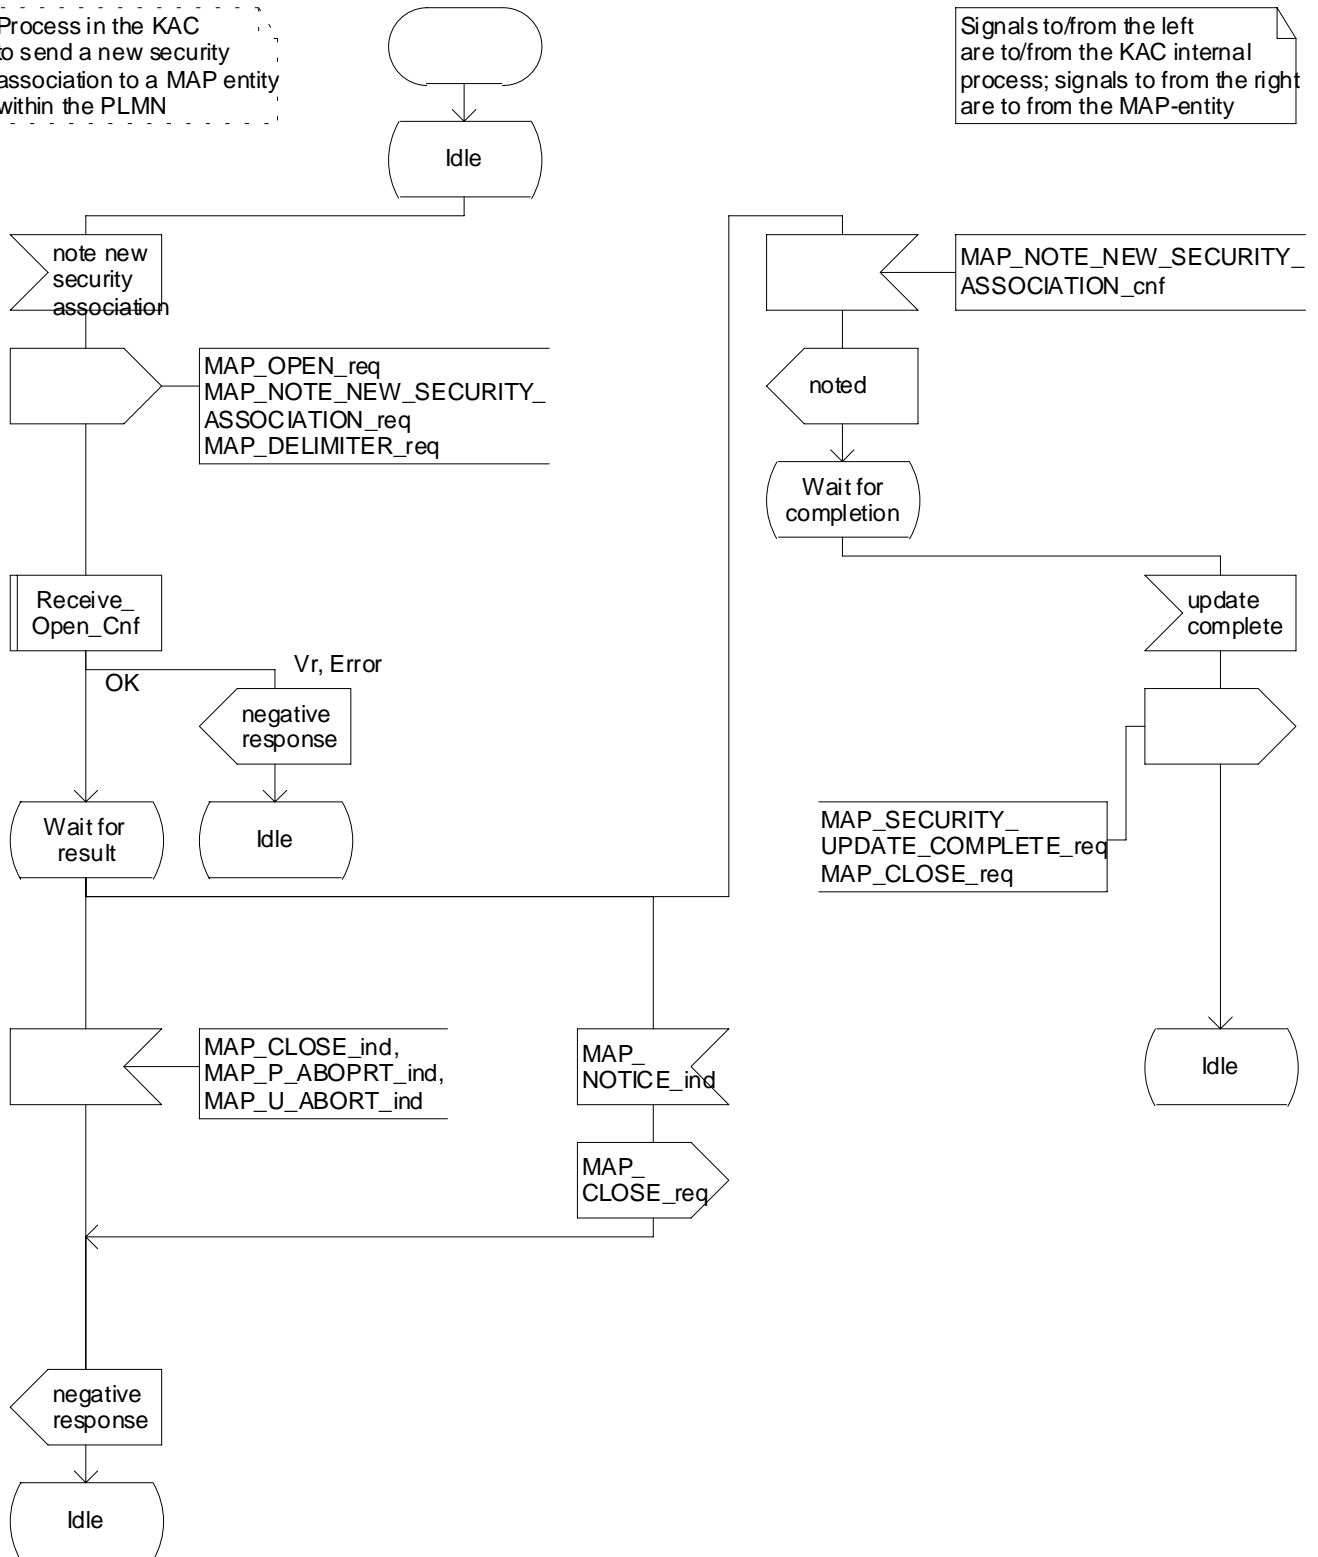 Process in the KAC
to send a new security
association to a MAP entity
within the PLMN
Signals to/from the left
are to/from the KAC internal
process; signals to from the right
are to from the MAP-entity
Idle
note new
security
association
MAP_OPEN_req
MAP_NOTE_NEW_SECURITY_
ASSOCIATION_req
MAP_DELIMITER_req
Receive_
Open_Cnf
OK
Vr, Error
negative
response
Wait for
result
Idle
MAP_CLOSE_ind,
MAP_P_ABOPRT_ind,
MAP_U_ABORT_ind
MAP_
NOTICE_ind
MAP_
CLOSE_req
negative
response
Idle
MAP_NOTE_NEW_SECURITY_
ASSOCIATION_cnf
noted
Wait for
completion
update
complete
MAP_SECURITY_
UPDATE_COMPLETE_req
MAP_CLOSE_req
Idle